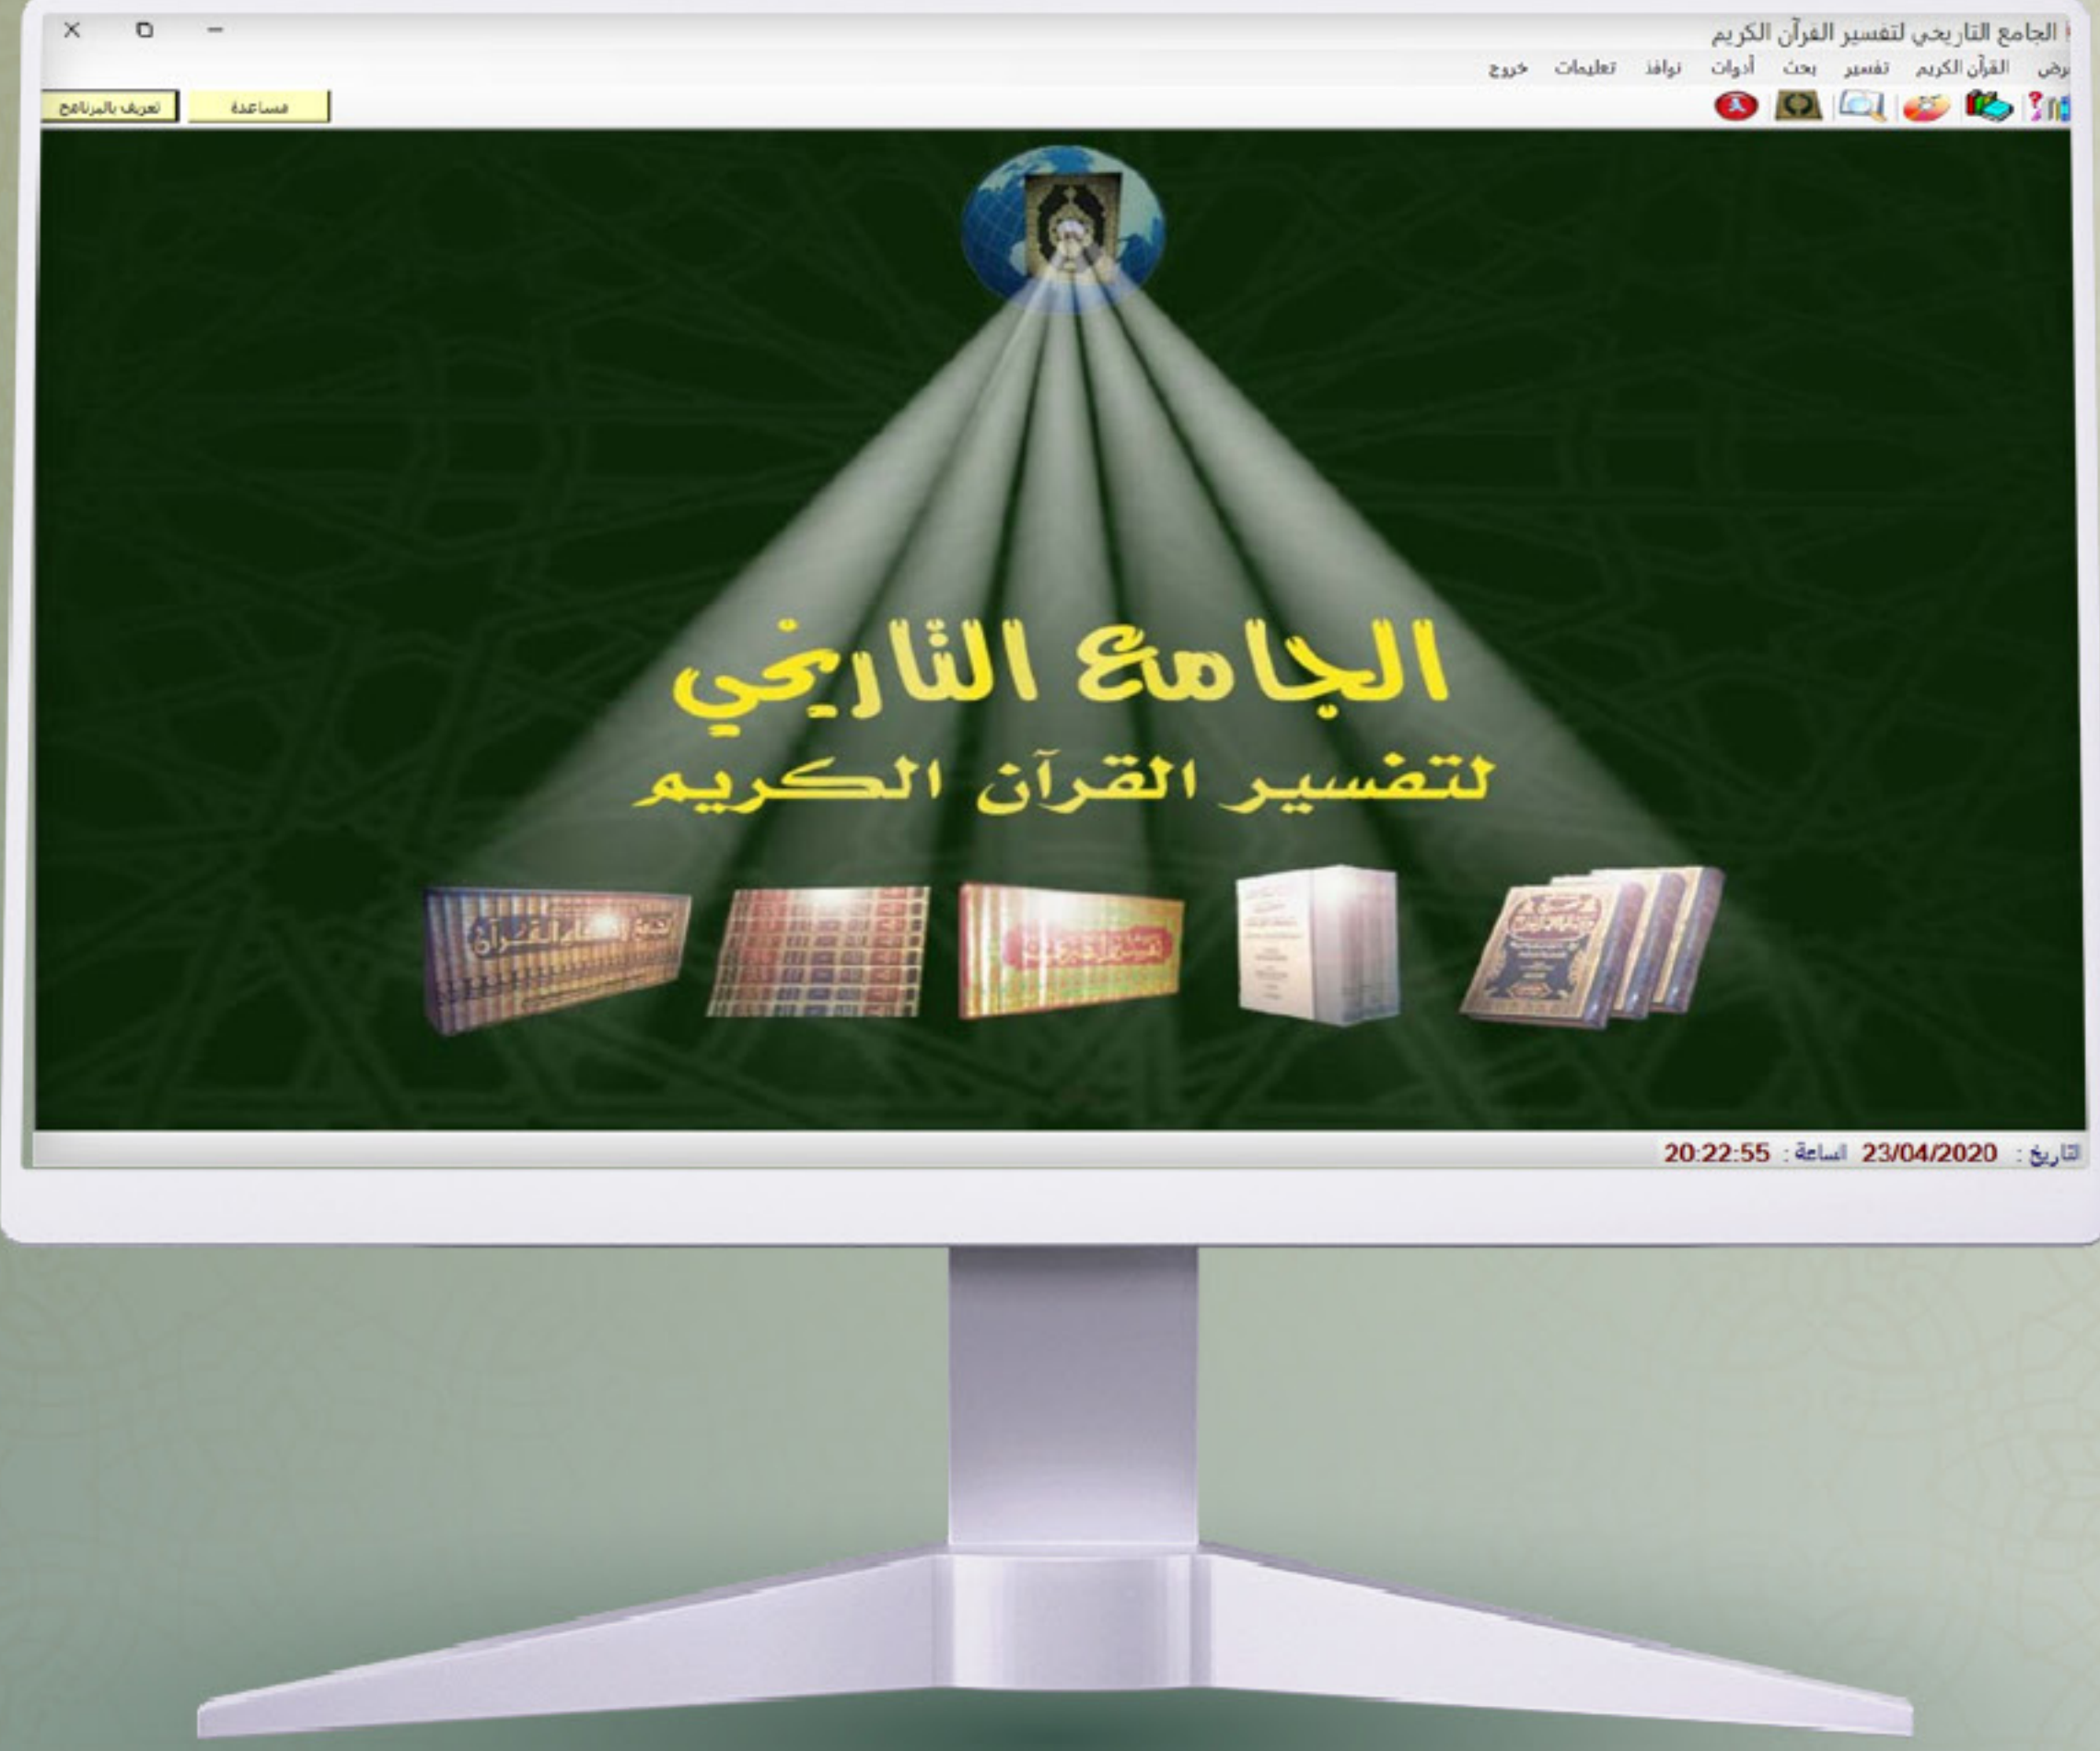 الجامع التاريخي لتفسير القرآن الكريم
القرآن الكريم تفسير بحث أدوات نوافذ تعليمات خروج
مساعدة تعريف بالبرنامج
الجامع التاريخي
لتفسير القرآن الكريم
التاريخ : 23/04/2020 الساعة : 20:22:55